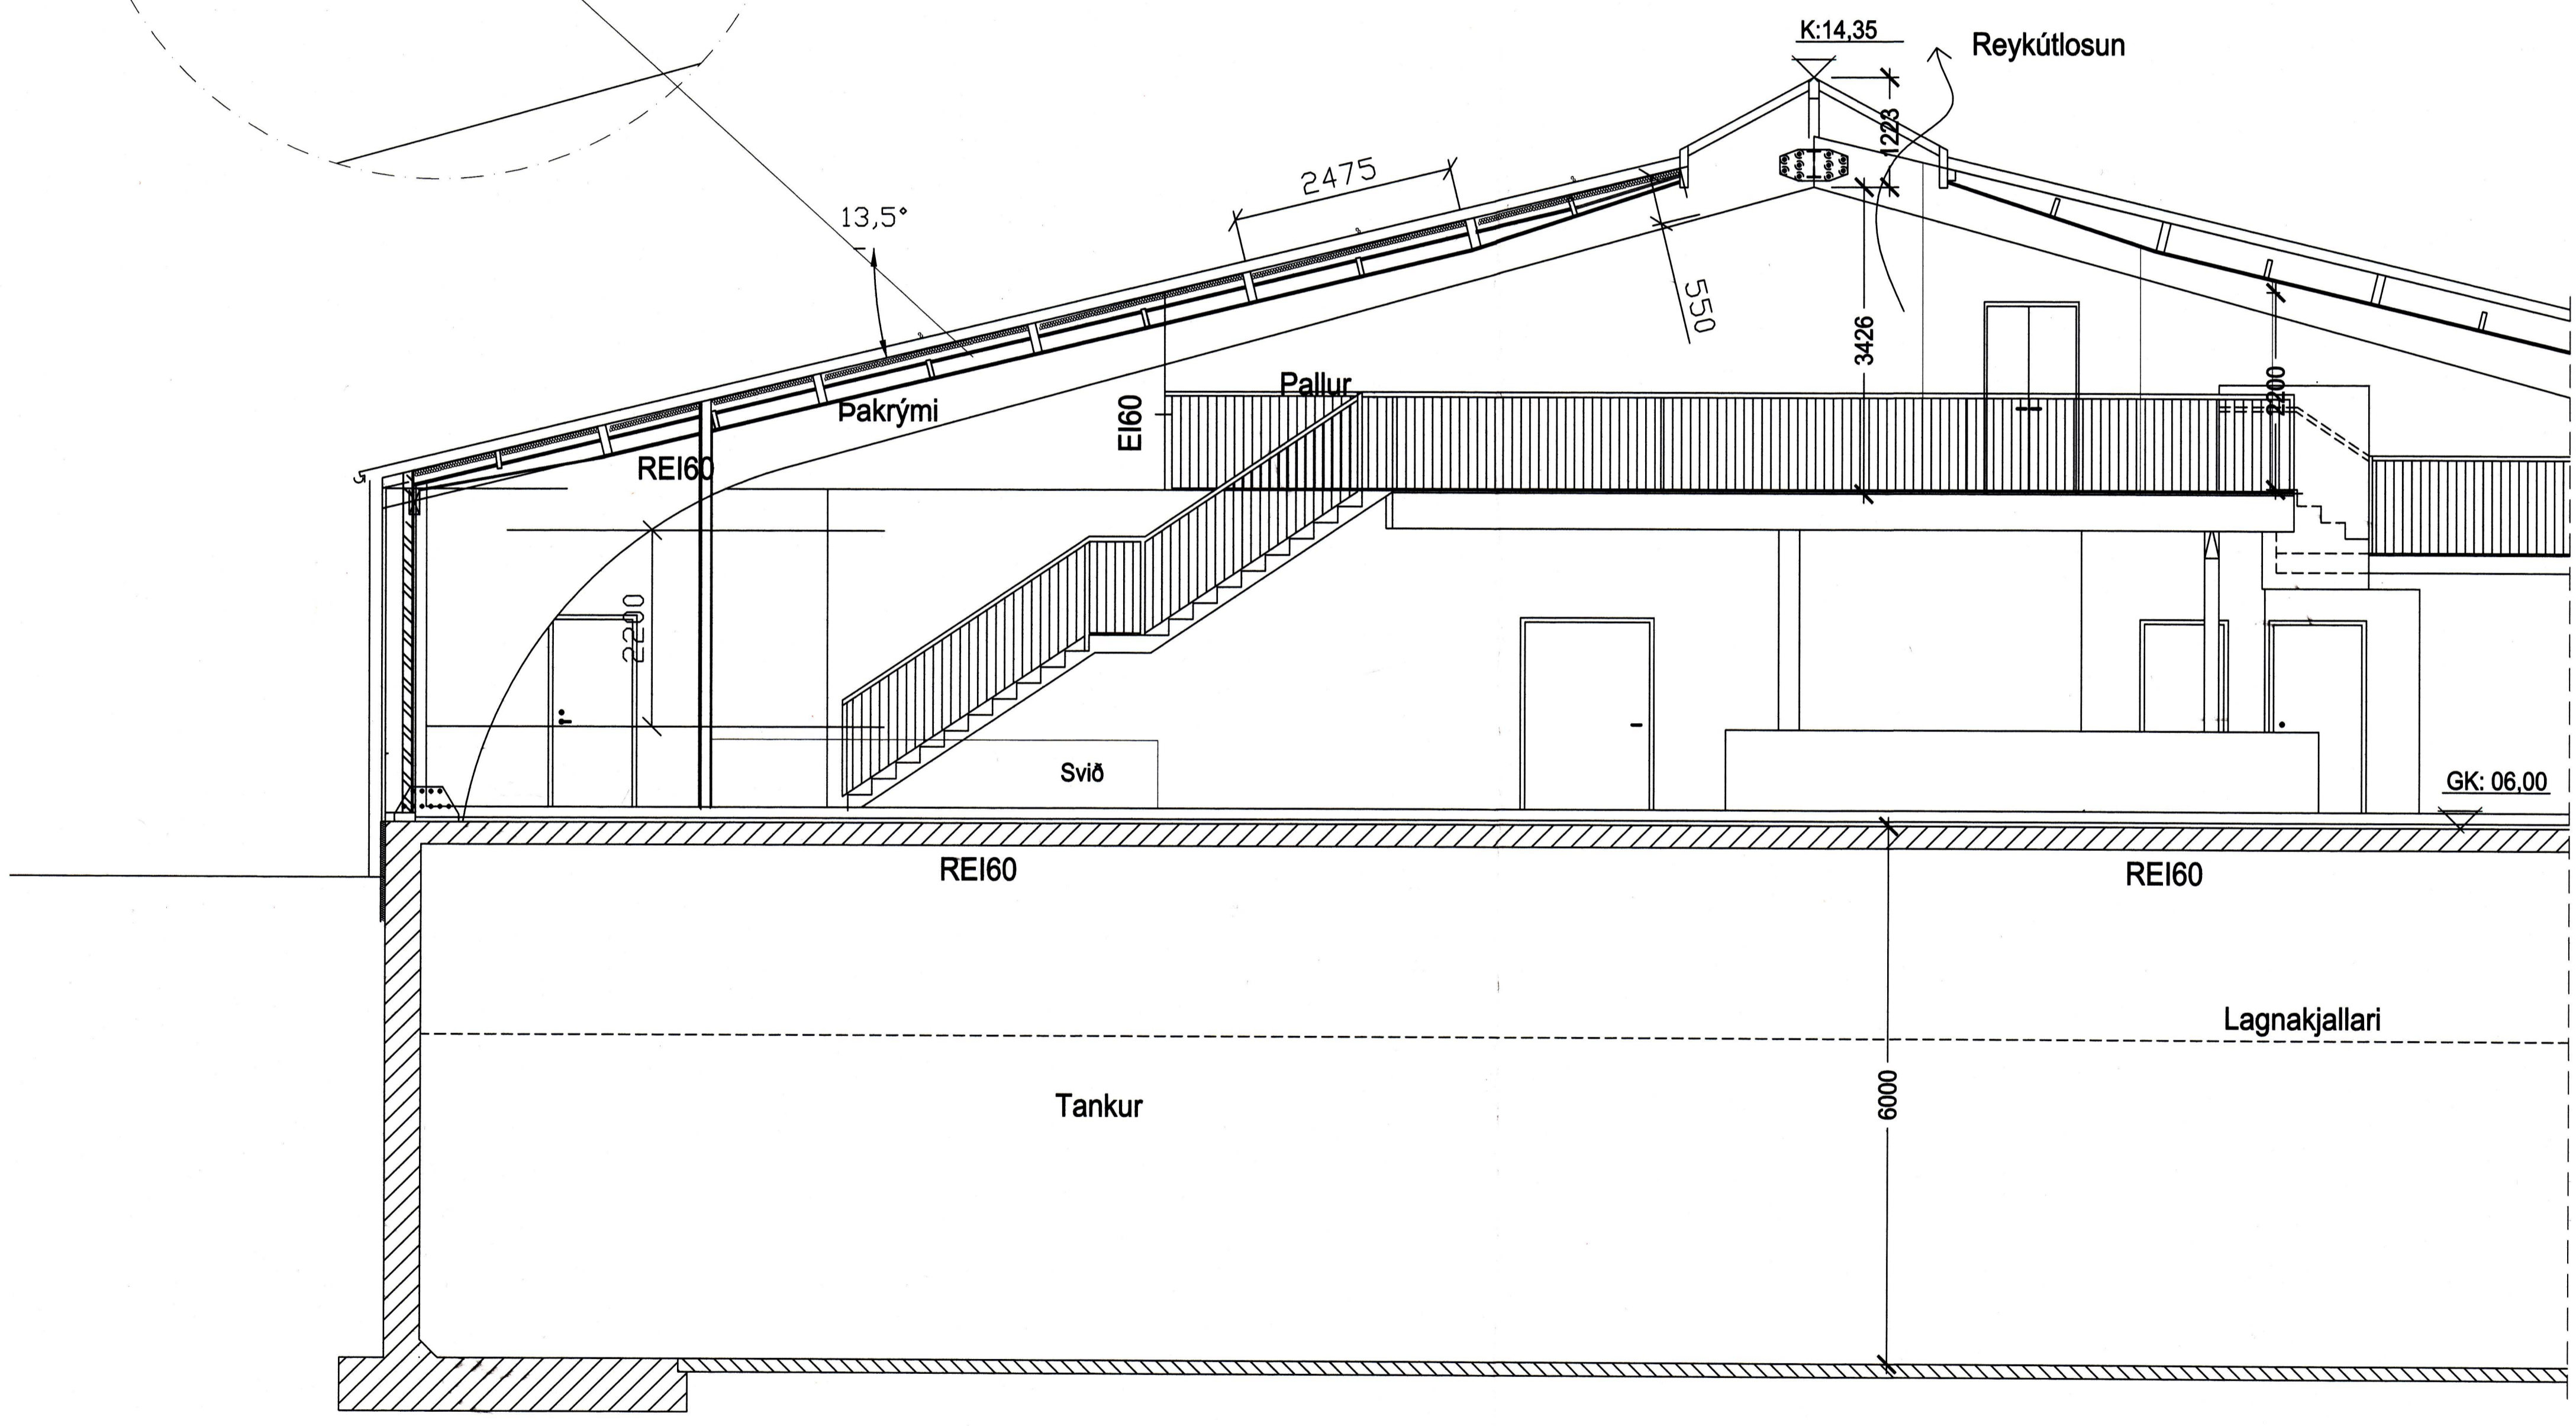 K:14,35
Reykútlosun
1223
2475
13,5°
550
3426
Pallur
2200
Þakrými
EI60
REI60
2200
Svið
GK: 06,00
REI60
REI60
Lagnakjallari
6000
Tankur